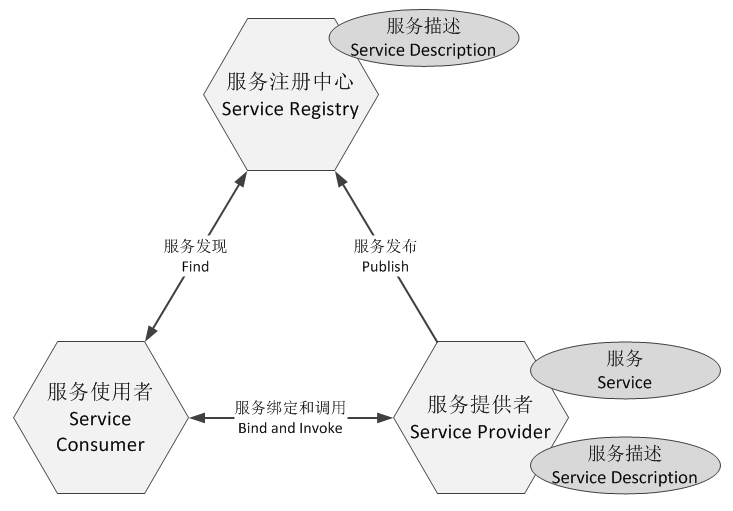 服务描述
Service Description
服务注册中心
Service Registry
服务发现
Find
服务发布
Publish
服务使用者
Service
Consumer
服务绑定和调用
Bind and Invoke
服务提供者
Service Provider
服务
Service
服务描述
Service Description